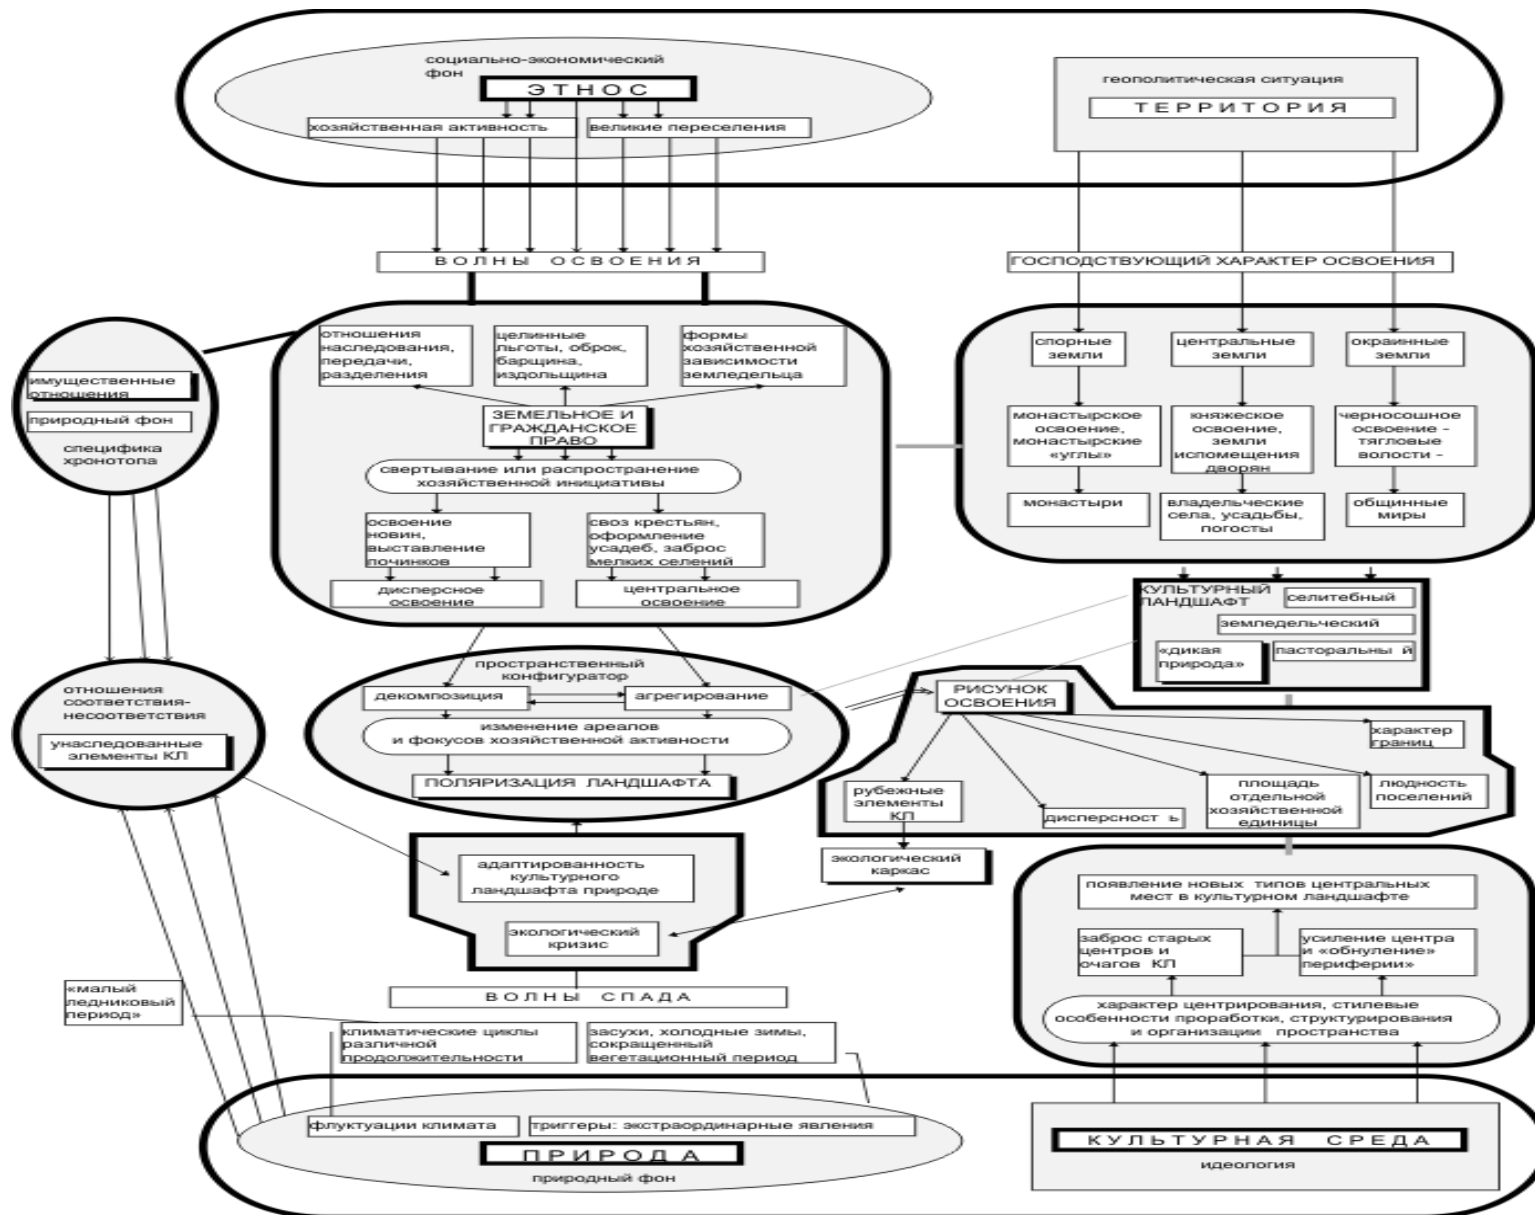 социально-экономический
фон
ЭТНОС
хозяйственная активность
великие переселения
геополитическая ситуация
ТЕРРИТОРИЯ
ВОЛНЫ ОСВОЕНИЯ
ГОСПОДСТВУЮЩИЙ ХАРАКТЕР ОСВОЕНИЯ
имущественные
отношения
природный фон
специфика
хронотопа
отношения
наследования,
передачи,
разделения
целинные
льготы, оброк,
барщина,
издольщина
формы
хозяйственной
зависимости
земледельца
ЗЕМЕЛЬНОЕ И
ГРАЖДАНСКОЕ
ПРАВО
свертывание или распространение
хозяйственной инициативы
освоение
новин,
выставление
починков
своз крестьян,
оформление
усадеб, заброс
мелких селений
дисперсное
освоение
центральное
освоение
спорные
земли
центральные
земли
окраинные
земли
монастырское
освоение,
монастырские
«углы»
княжеское
освоение,
земли
испомещения
дворян
черносошное
освоение -
тягловые
волости -
монастыри
владельческие
села, усадьбы,
погосты
общинные
миры
КУЛЬТУРНЫЙ
ЛАНДШАФТ
селитебный
земледельческий
«дикая
природа»
пасторальны й
отношения
соответствия-
несоответствия
унаследованные
элементы КЛ
пространственный
конфигуратор
декомпозиция
агрегирование
изменение ареалов
и фокусов хозяйственной активности
ПОЛЯРИЗАЦИЯ ЛАНДШАФТА
РИСУНОК
ОСВОЕНИЯ
характер
границ
рубежные
элементы
КЛ
дисперсност ь
площадь
отдельной
хозяйственной
единицы
людность
поселений
экологический
каркас
адаптированность
культурного
ландшафта природе
экологический
кризис
появление новых типов центральных
мест в культурном ландшафте
заброс старых
центров и
очагов КЛ
усиление центра
и «обнуление»
периферии»
характер центрирования, стилевые
особенности проработки, структурирования
и организации пространства
«малый
ледниковый
период»
ВОЛНЫ СПАДА
климатические циклы
различной
продолжительности
засухи, холодные зимы,
сокращенный
вегетационный период
флуктуации климата
триггеры: экстраординарные явления
ПРИРОДА
природный фон
КУЛЬТУРНАЯ СРЕДА
идеология